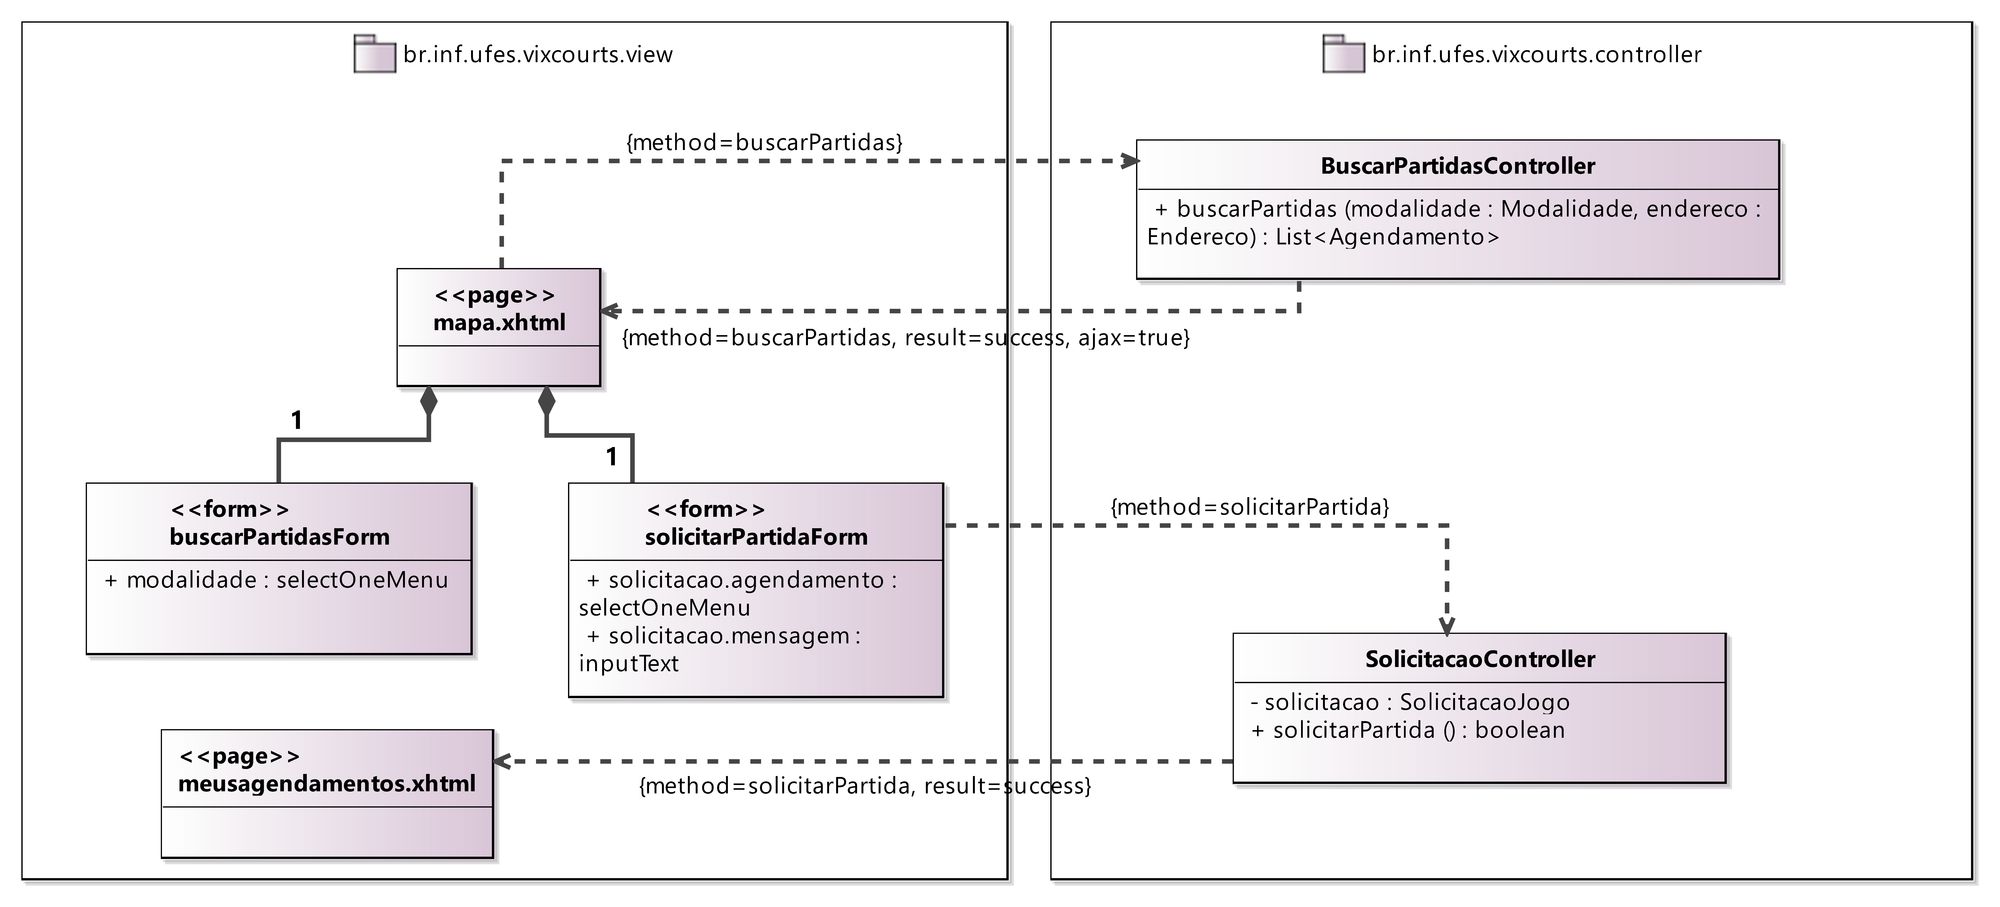 br.inf.ufes.vixcourts.view
br.inf.ufes.vixcourts.controller
{method=buscarPartidas}
BuscarPartidasController
+ buscarPartidas (modalidade : Modalidade, endereco :
Endereco) : List<Agendamento>
<<page>>
mapa.xhtml
{method=buscarPartidas, result=success, ajax=true}
1
1
<<form>>
buscarPartidasForm
+ modalidade : selectOneMenu
<<form>>
solicitarPartidaForm
+ solicitacao.agendamento :
selectOneMenu
+ solicitacao.mensagem :
inputText
{method=solicitarPartida}
SolicitacaoController
- solicitacao : SolicitacaoJogo
+ solicitarPartida () : boolean
<<page>>
meusagendamentos.xhtml
{method=solicitarPartida, result=success}